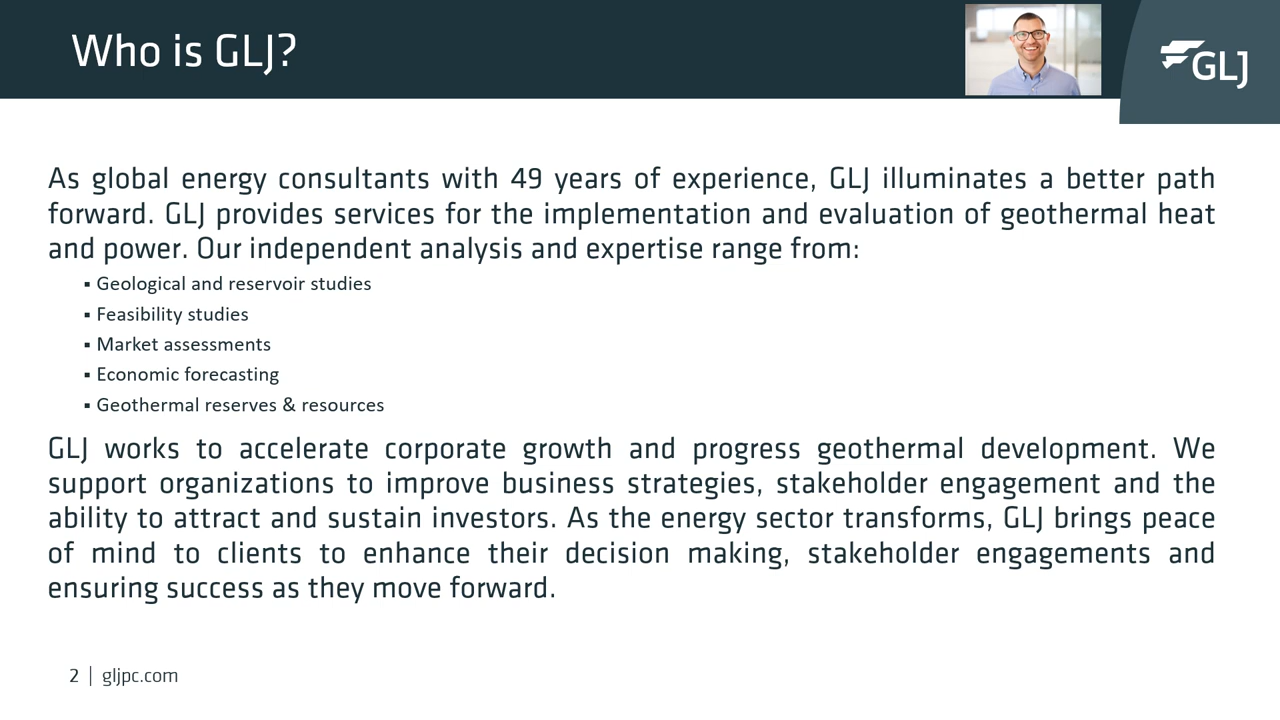 Who is GLJ?
GLJ
As global energy consultants with 49 years of experience, GLJ illuminates a better path
forward. GLJ provides services for the implementation and evaluation of geothermal heat
and power. Our independent analysis and expertise range from:
▪ Geological and reservoir studies
▪ Feasibility studies
▪ Market assessments
▪ Economic forecasting
▪ Geothermal reserves & resources
GLJ works to accelerate corporate growth and progress geothermal development. We
support organizations to improve business strategies, stakeholder engagement and the
ability to attract and sustain investors. As the energy sector transforms, GLJ brings peace
of mind to clients to enhance their decision making, stakeholder engagements and
ensuring success as they move forward.
2 | gljpc.com